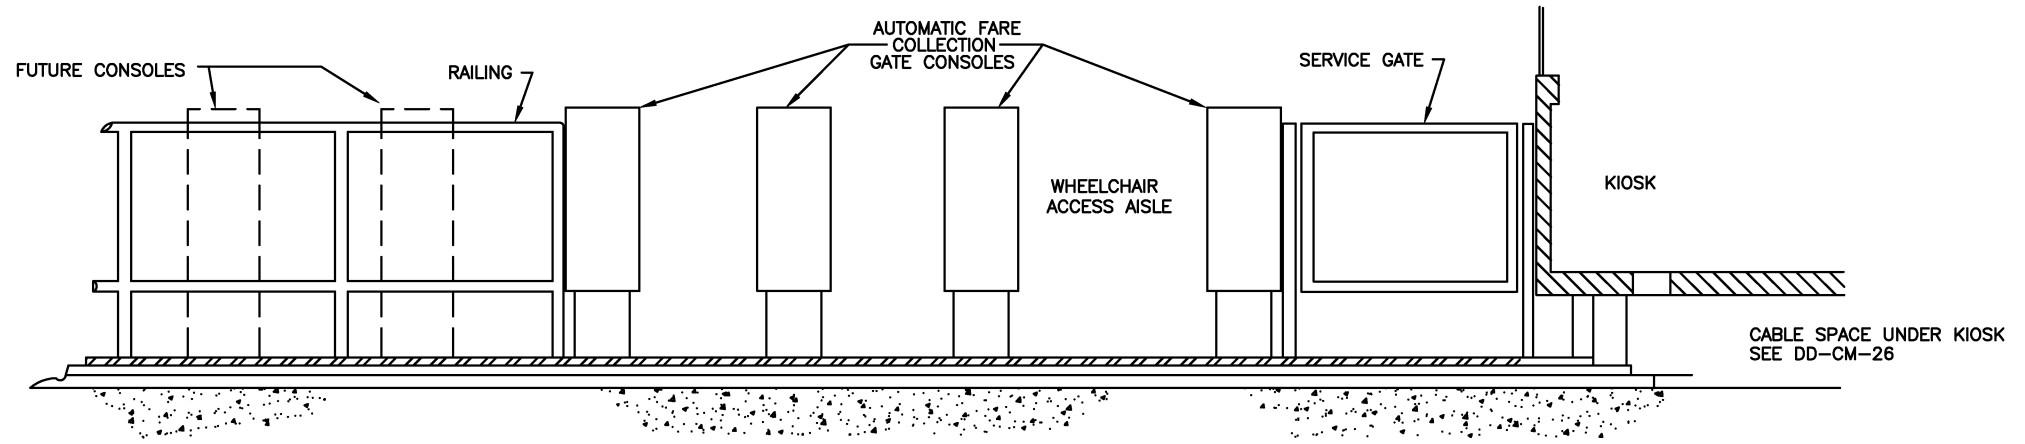 FUTURE CONSOLES
RAILING
AUTOMATIC FARE
COLLECTION
GATE CONSOLES
SERVICE GATE
WHEELCHAIR
ACCESS AISLE
KIOSK
CABLE SPACE UNDER KIOSK
SEE DD-CM-26